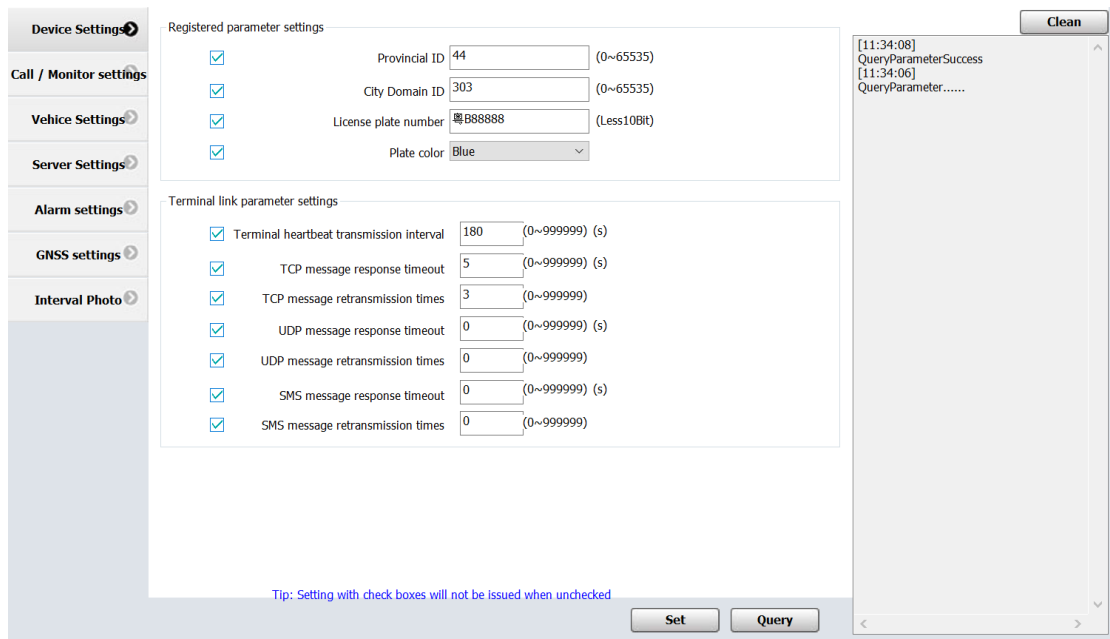 Device Settings
Call / Monitor settings
Vehice Settings
Server Settings
Alarm settings
GNSS settings
Interval Photo
Registered parameter settings
Provincial ID 44 (0~65535)
City Domain ID 303 (0~65535)
License plate number 粤B88888 (Less10Bit)
Plate color Blue
Terminal link parameter settings
Terminal heartbeat transmission interval 180 (0~999999) (s)
TCP message response timeout 5 (0~999999) (s)
TCP message retransmission times 3 (0~999999)
UDP message response timeout 0 (0~999999) (s)
UDP message retransmission times 0 (0~999999)
SMS message response timeout 0 (0~999999) (s)
SMS message retransmission times 0 (0~999999)
Tip: Setting with check boxes will not be issued when unchecked
Set Query
Clean
[11:34:08]
QueryParameterSuccess
[11:34:06]
QueryParameter......